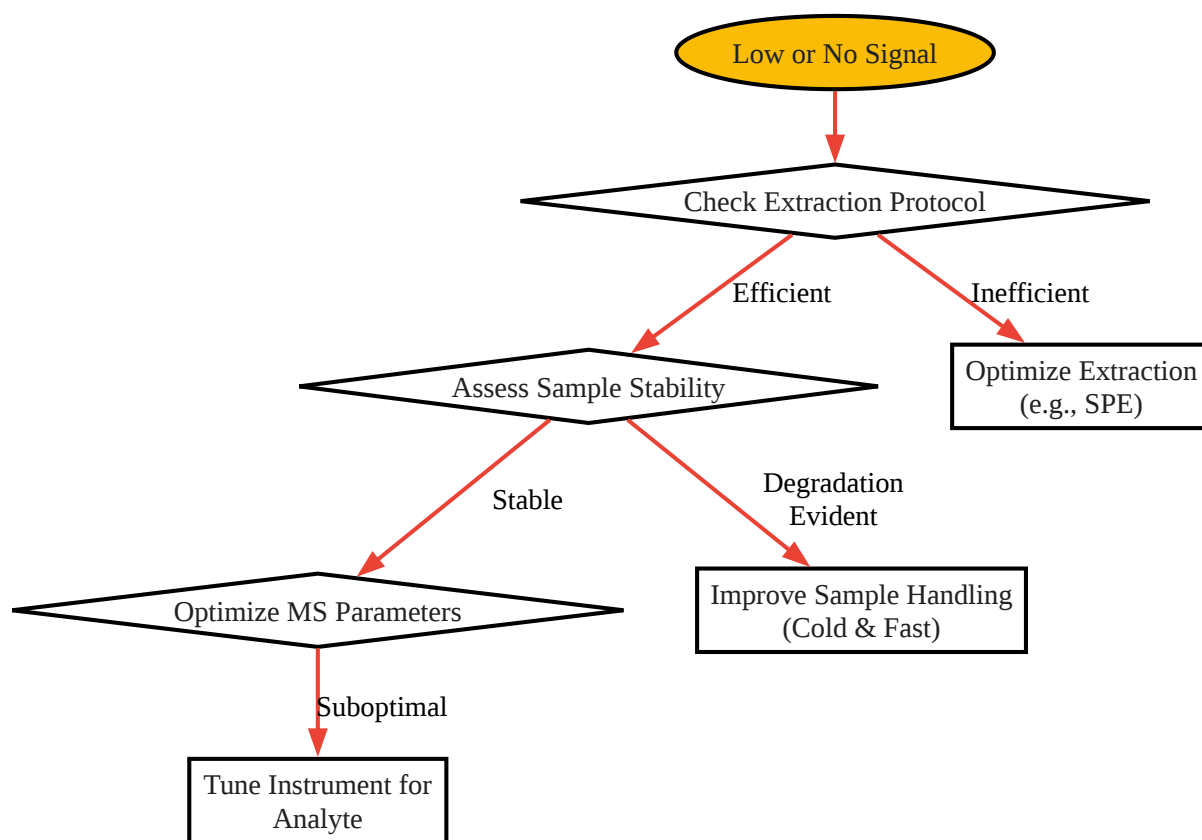 Low or No Signal
Check Extraction Protocol
Efficient
Inefficient
Optimize Extraction
(e.g., SPE)
Assess Sample Stability
Stable
Degradation
Evident
Optimize MS Parameters
Improve Sample Handling
(Cold & Fast)
Suboptimal
Tune Instrument for
Analyte